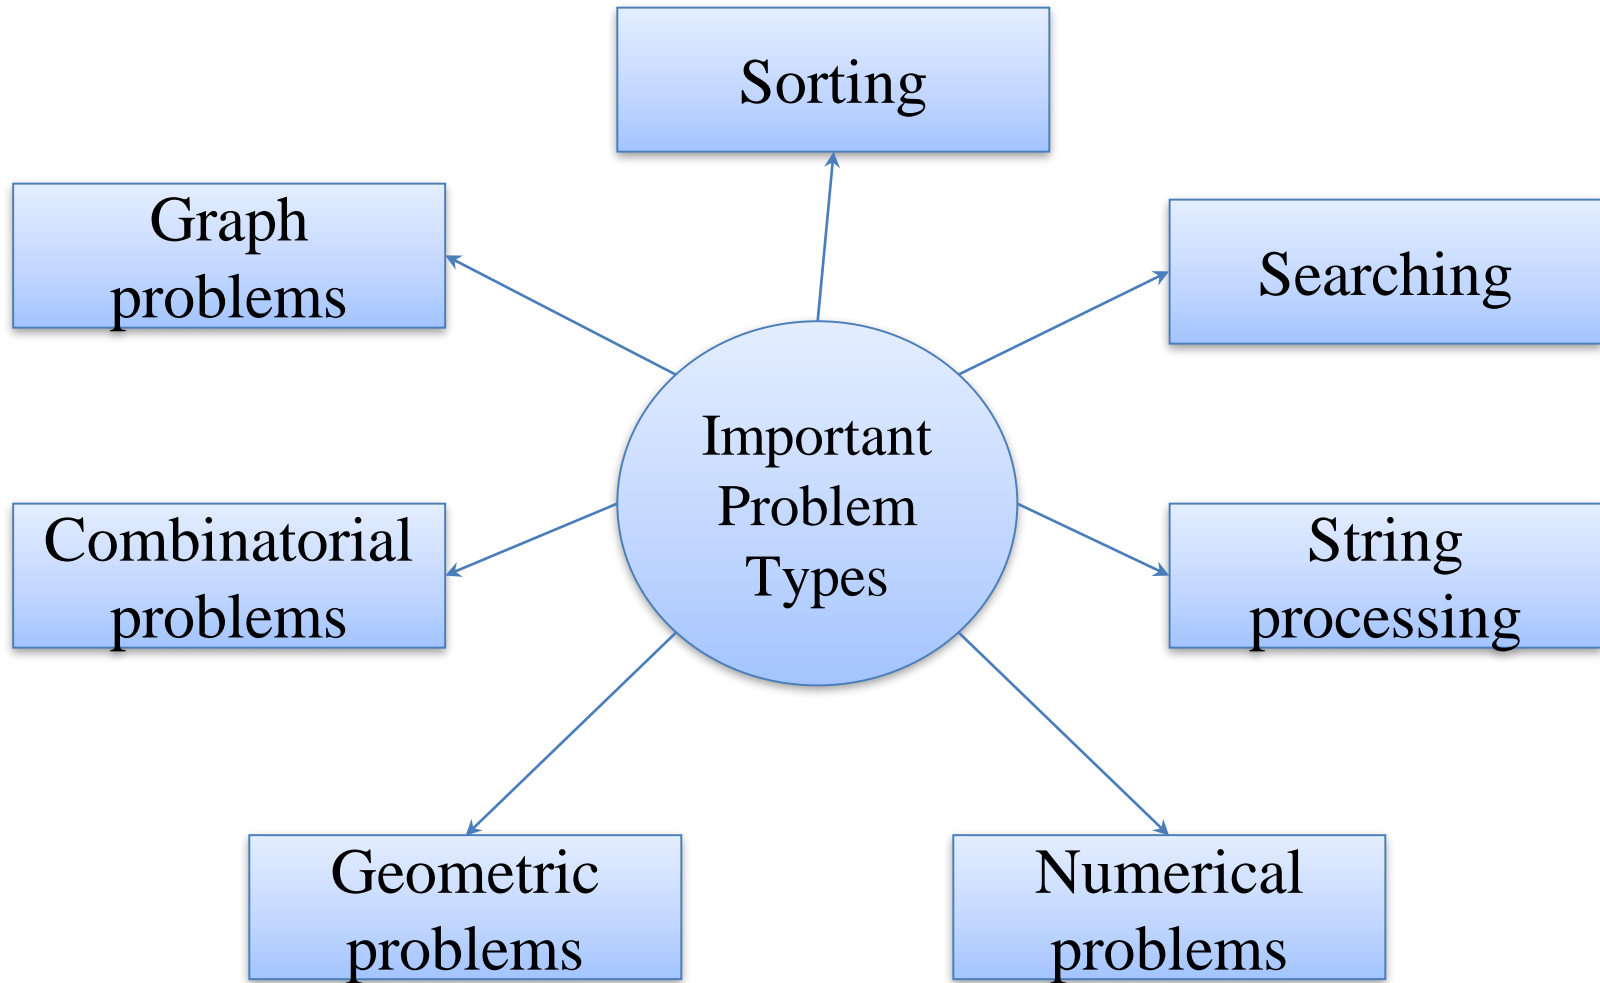 Sorting
Graph
problems
Searching
Important
Problem
Types
Combinatorial
problems
String
processing
Geometric
problems
Numerical
problems